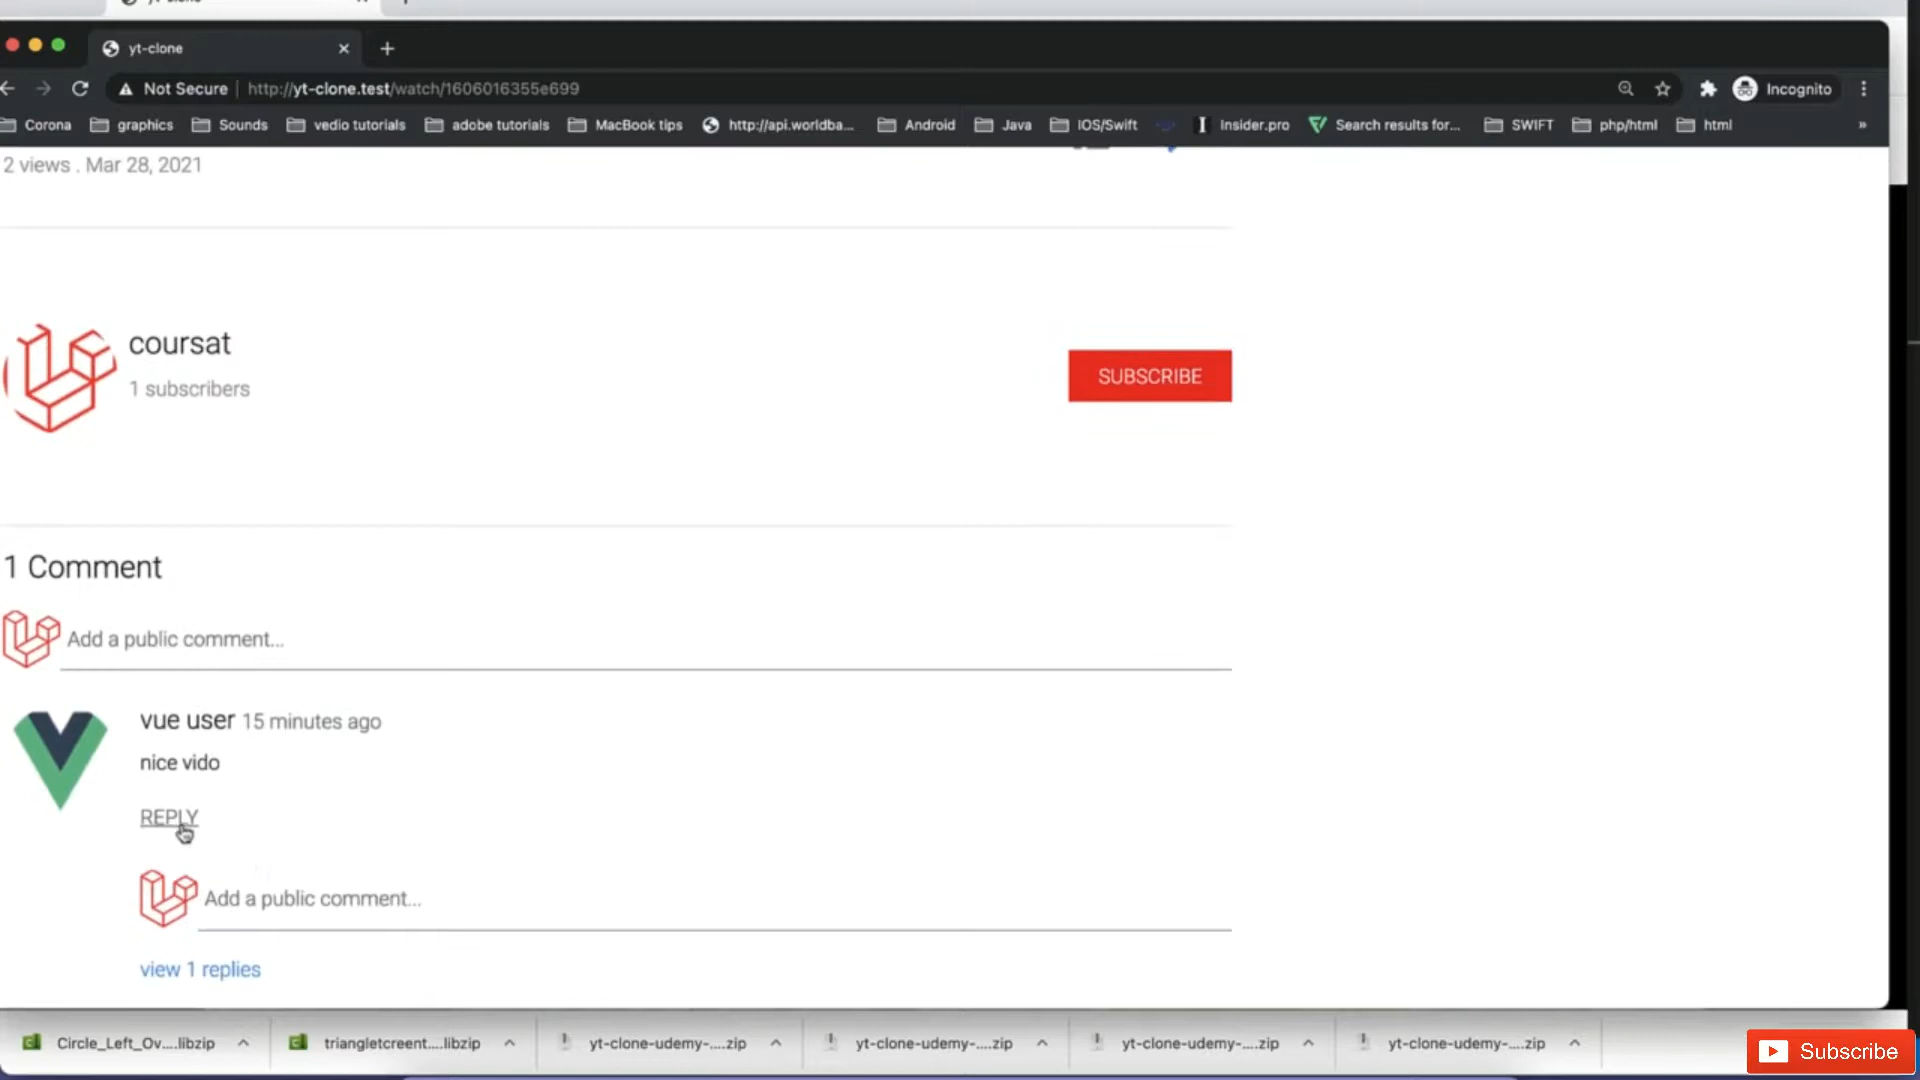 yt-clone
Not Secure | http://yt-clone.test/watch/1606016355e699
Incognito
Corona graphics Sounds vedio tutorials adobe tutorials MacBook tips http://api.worldba... Android Java IOS/Swift Insider.pro Search results for... SWIFT php/html html »
2 views . Mar 28, 2021
coursat
1 subscribers
SUBSCRIBE
1 Comment
Add a public comment...
vue user 15 minutes ago
nice vido
REPLY
Add a public comment...
view 1 replies
Circle_Left_Ov....libzip triangletcreent....libzip yt-clone-udemy-....zip yt-clone-udemy-....zip yt-clone-udemy-....zip yt-clone-udemy-....zip
Subscribe